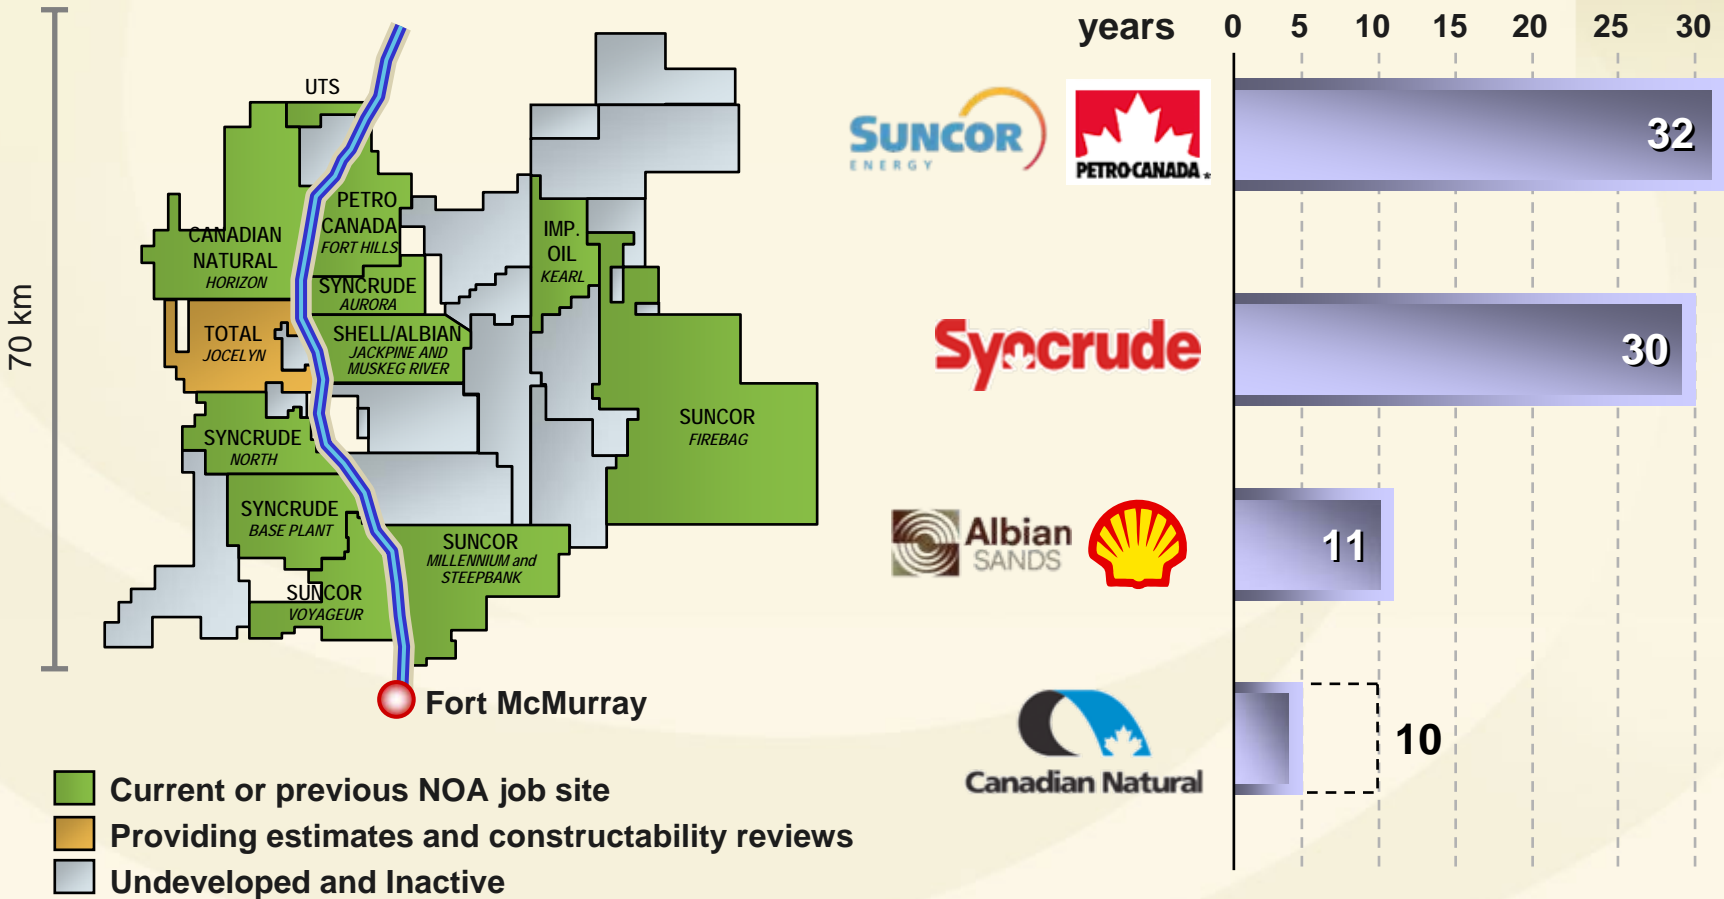 70 km
UTS
PETRO
CANADA
FORT HILLS
CANADIAN
NATURAL
HORIZON
IMP.
OIL
KEARL
SYNCRUDE
AURORA
TOTAL
JOCELYN
SHELL/ALBIAN
JACKPINE AND
MUSKEG RIVER
SUNCOR
FIREBAG
SYNCRUDE
NORTH
SYNCRUDE
BASE PLANT
SUNCOR
MILLENNIUM and
STEEPBANK
SUNCOR
VOYAGEUR
Fort McMurray
Current or previous NOA job site
Providing estimates and constructability reviews
Undeveloped and Inactive
years 0 5 10 15 20 25 30
SUNCOR
ENERGY
PETRO-CANADA *
32
Syncrude
30
Albian
SANDS
11
Canadian Natural
10